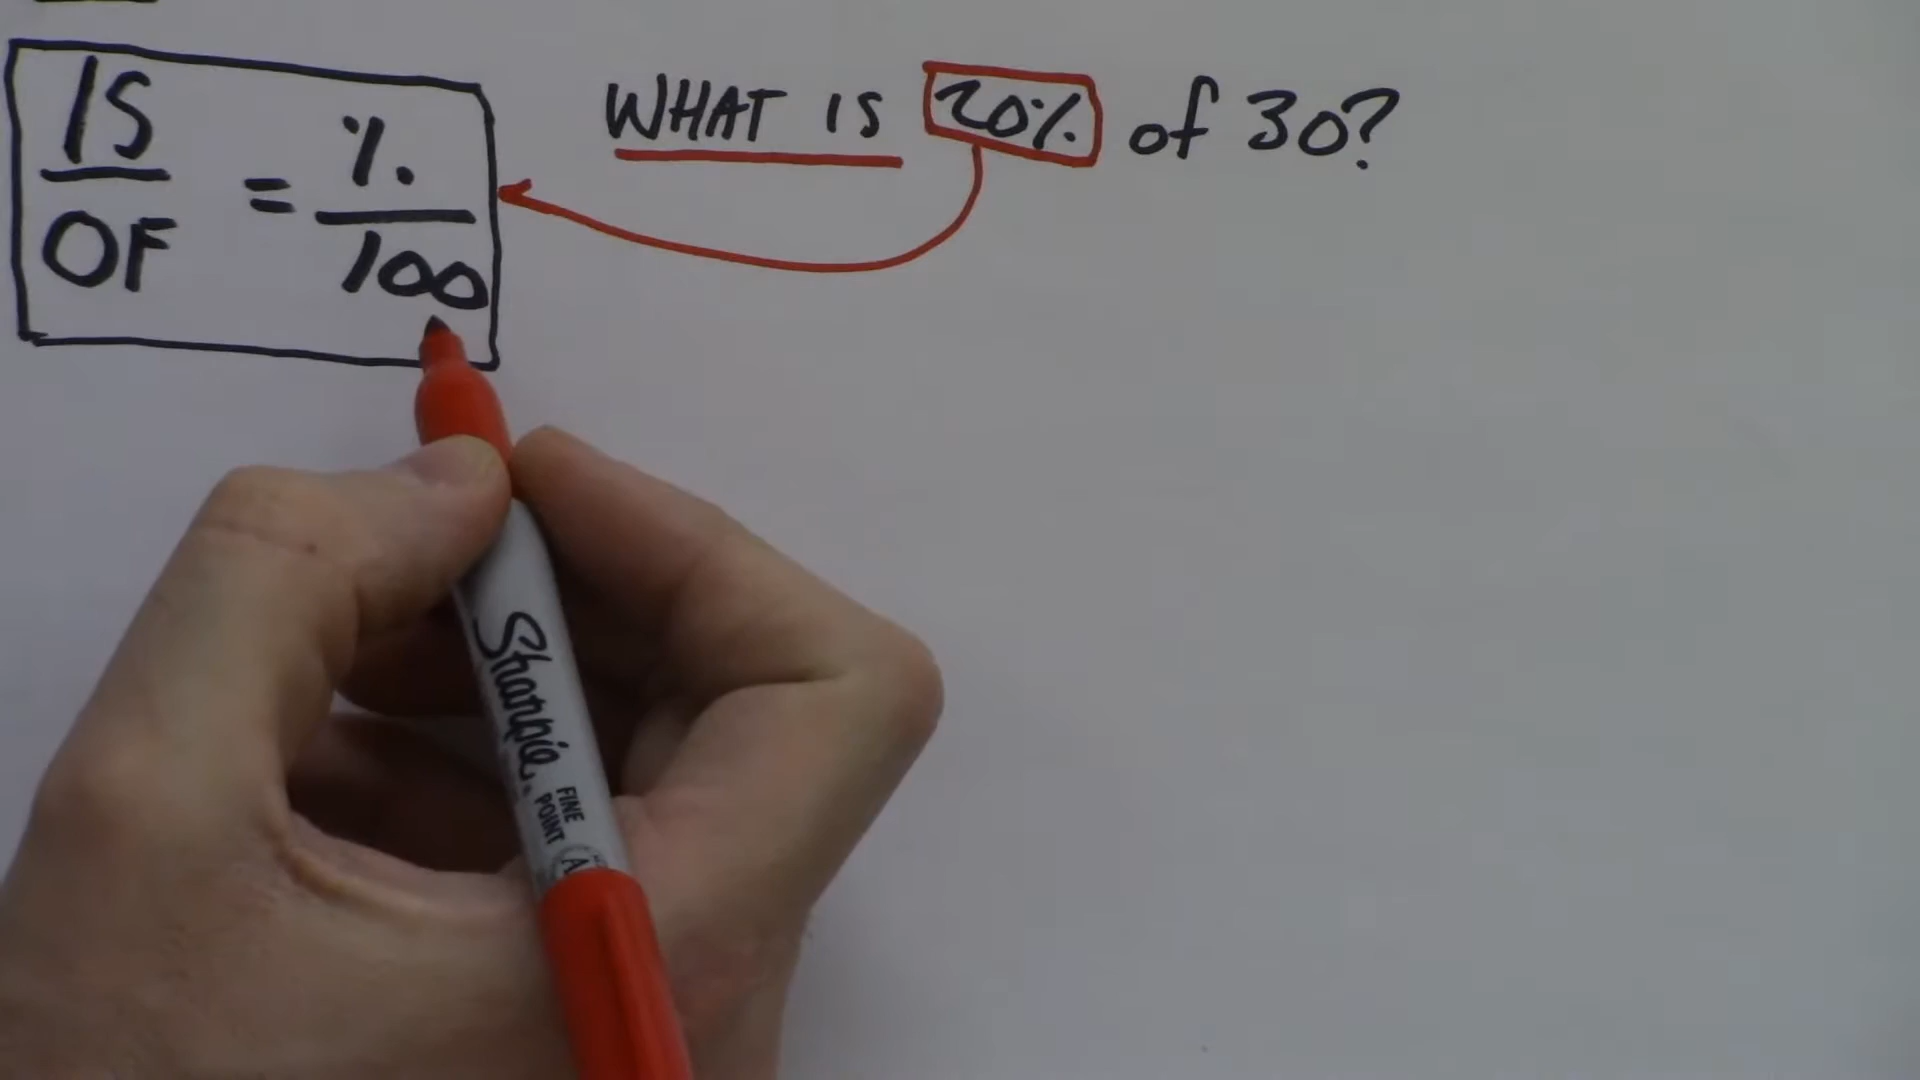 IS
OF
=
%
100
WHAT IS 20% of 30?
Sharpie.
FINE
POINT